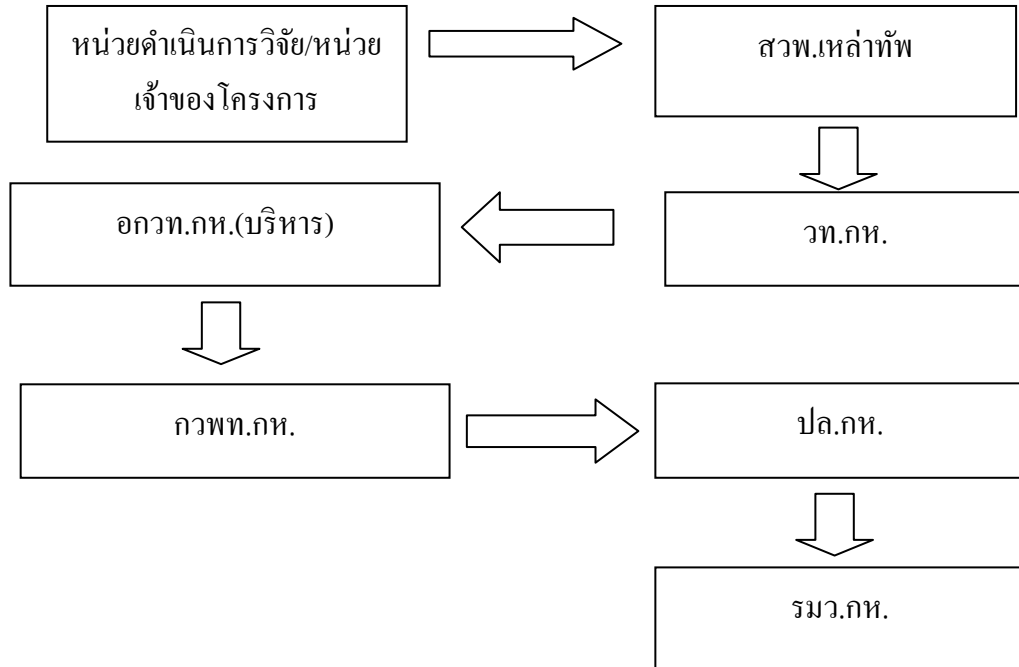 หน่วยดำเนินการวิจัย/หน่วย
เจ้าของโครงการ
สวพ.เหล่าทัพ
วท.กห.
อกวท.กห.(บริหาร)
กวพท.กห.
ปล.กห.
รมว.กห.